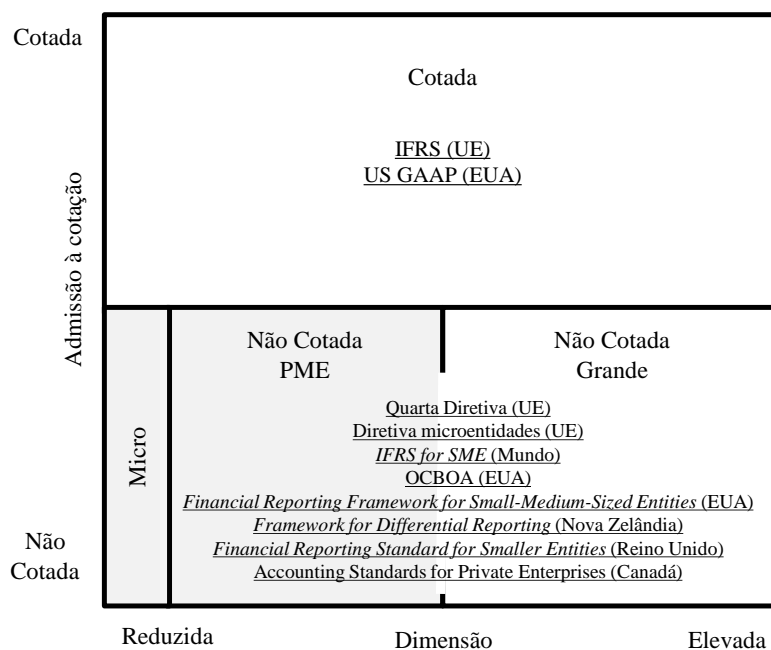 Cotada
Cotada
IFRS (UE)
US GAAP (EUA)
Admissão à cotação
Não Cotada
PME
Não Cotada
Grande
Quarta Diretiva (UE)
Diretiva microentidades (UE)
IFRS for SME (Mundo)
OCBOA (EUA)
Financial Reporting Framework for Small-Medium-Sized Entities (EUA)
Framework for Differential Reporting (Nova Zelândia)
Financial Reporting Standard for Smaller Entities (Reino Unido)
Accounting Standards for Private Enterprises (Canadá)
Micro
Não
Cotada
Reduzida
Dimensão
Elevada